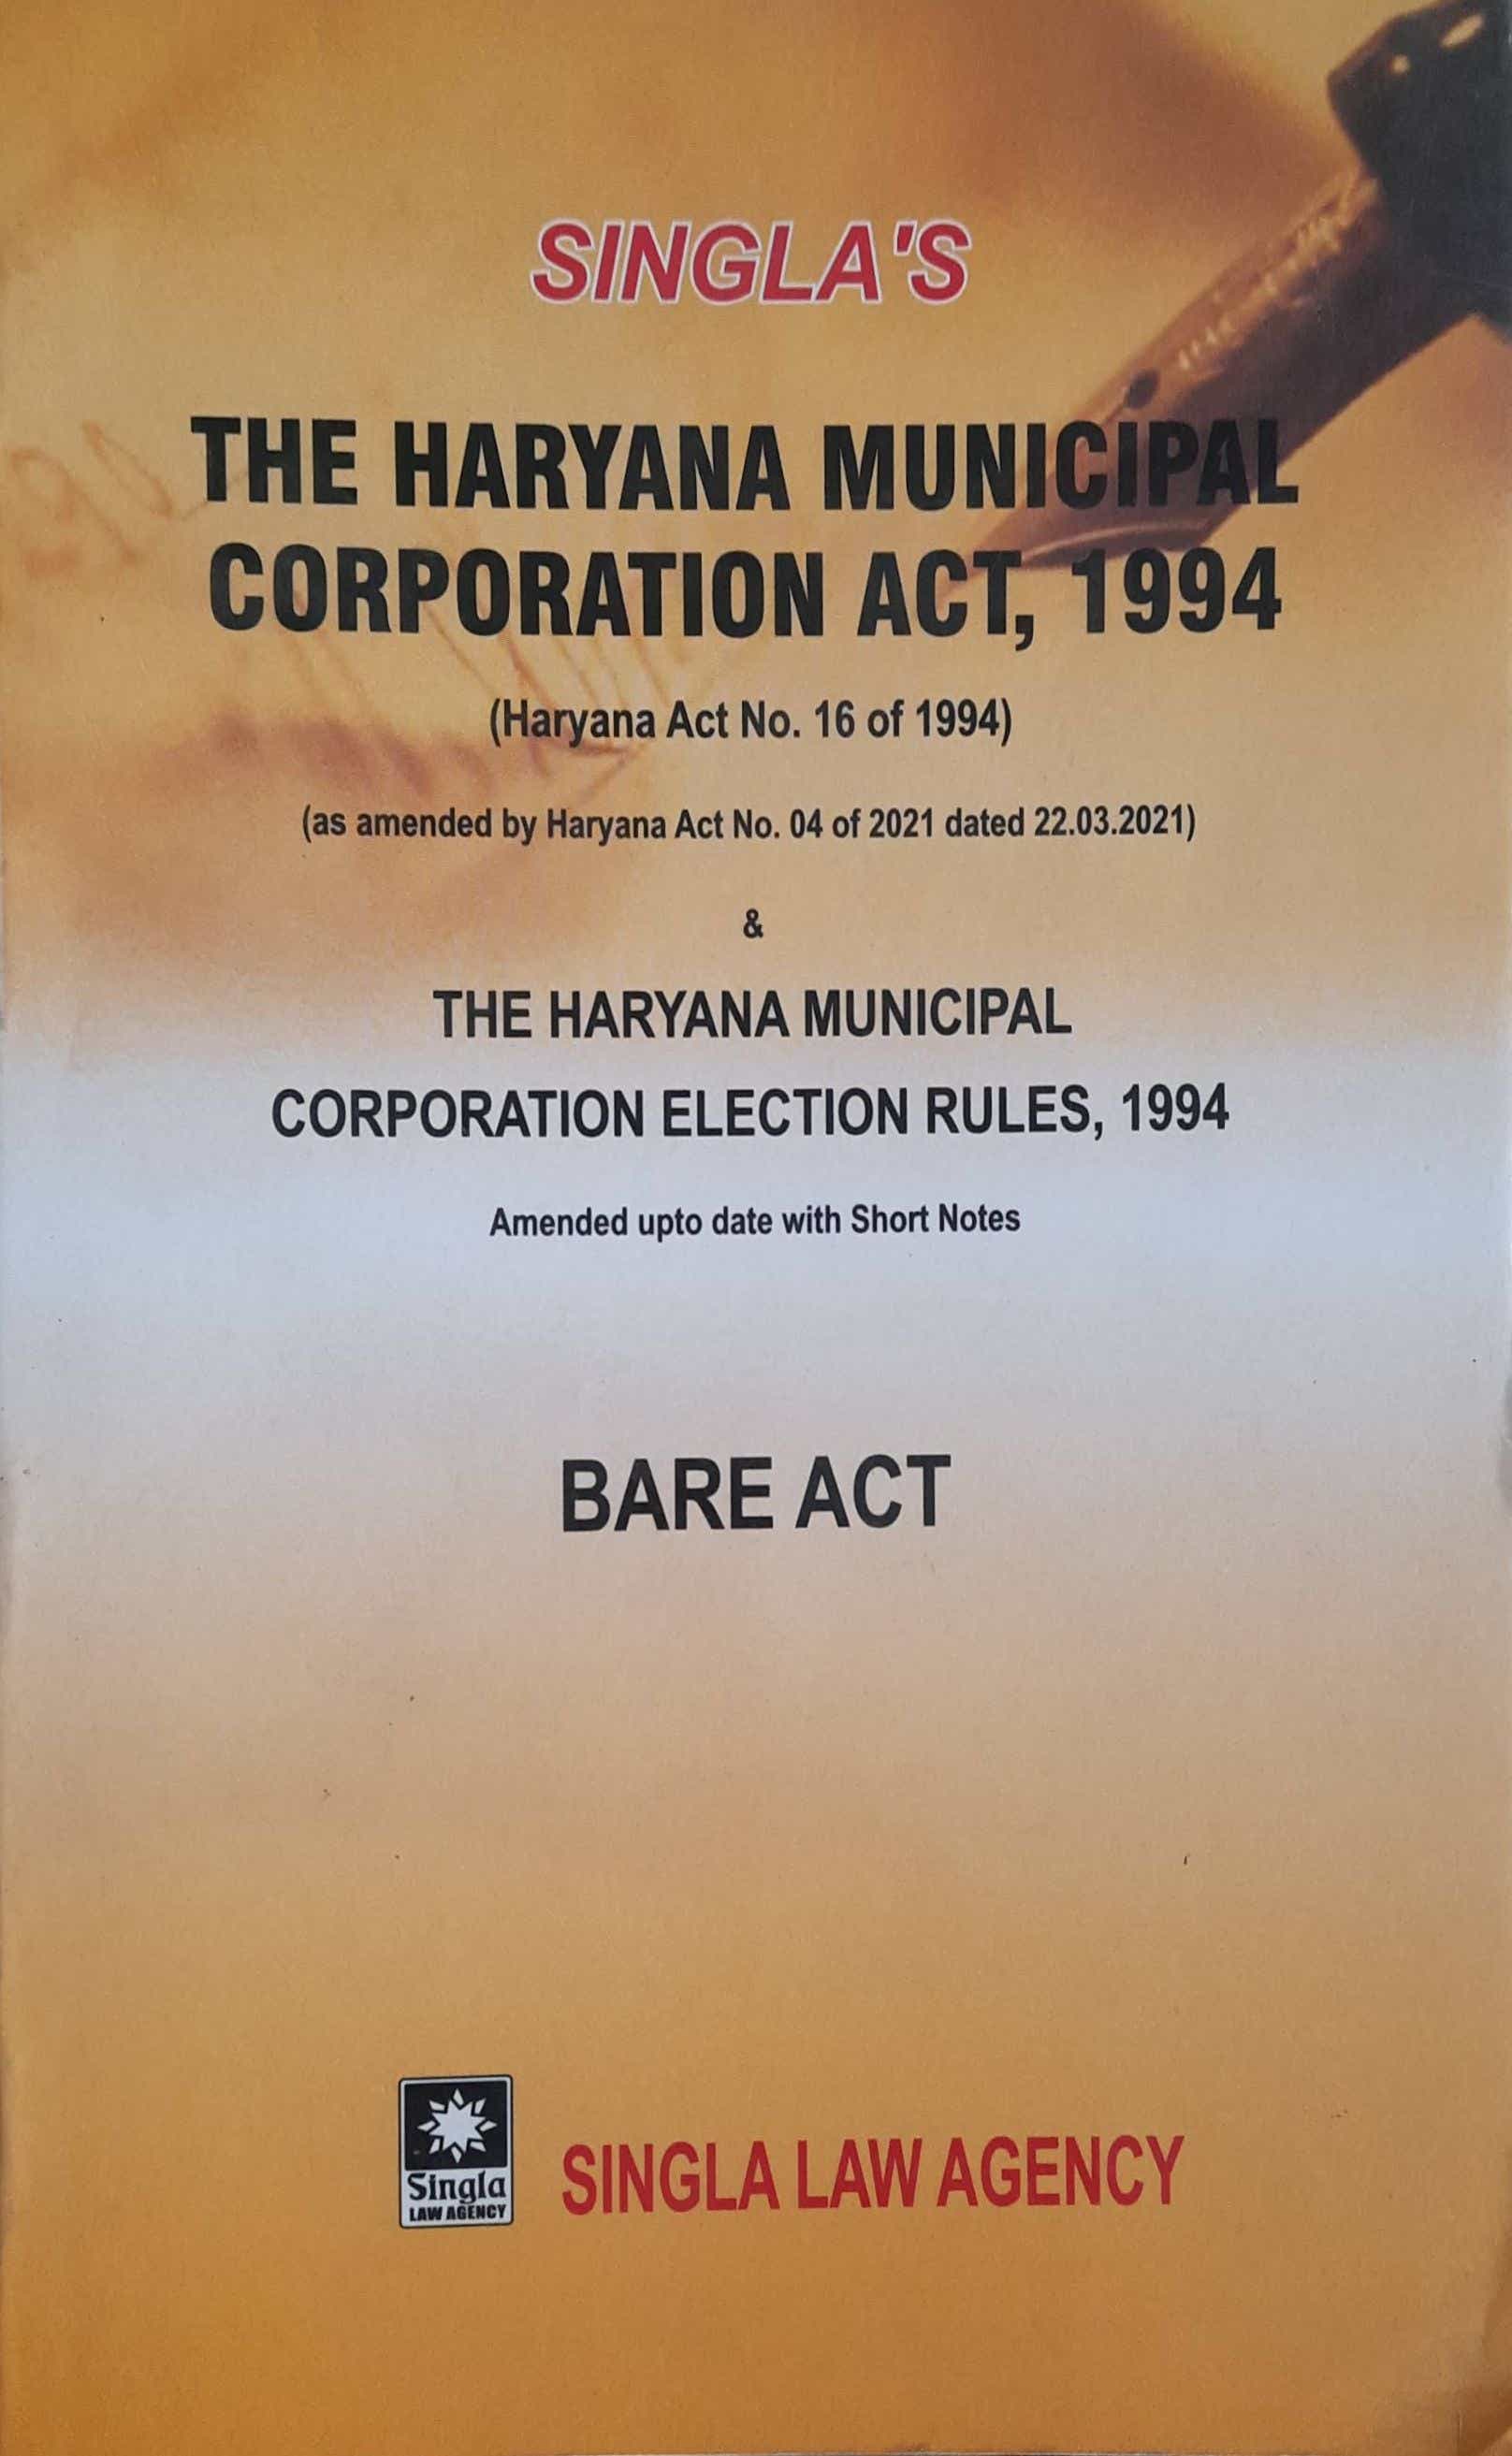 SINGLA'S
THE HARYANA MUNICIPAL
CORPORATION ACT, 1994
(Haryana Act No. 16 of 1994)
(as amended by Haryana Act No. 04 of 2021 dated 22.03.2021)
&
THE HARYANA MUNICIPAL
CORPORATION ELECTION RULES, 1994
Amended upto date with Short Notes
BARE ACT
Singla
LAW AGENCY
SINGLA LAW AGENCY